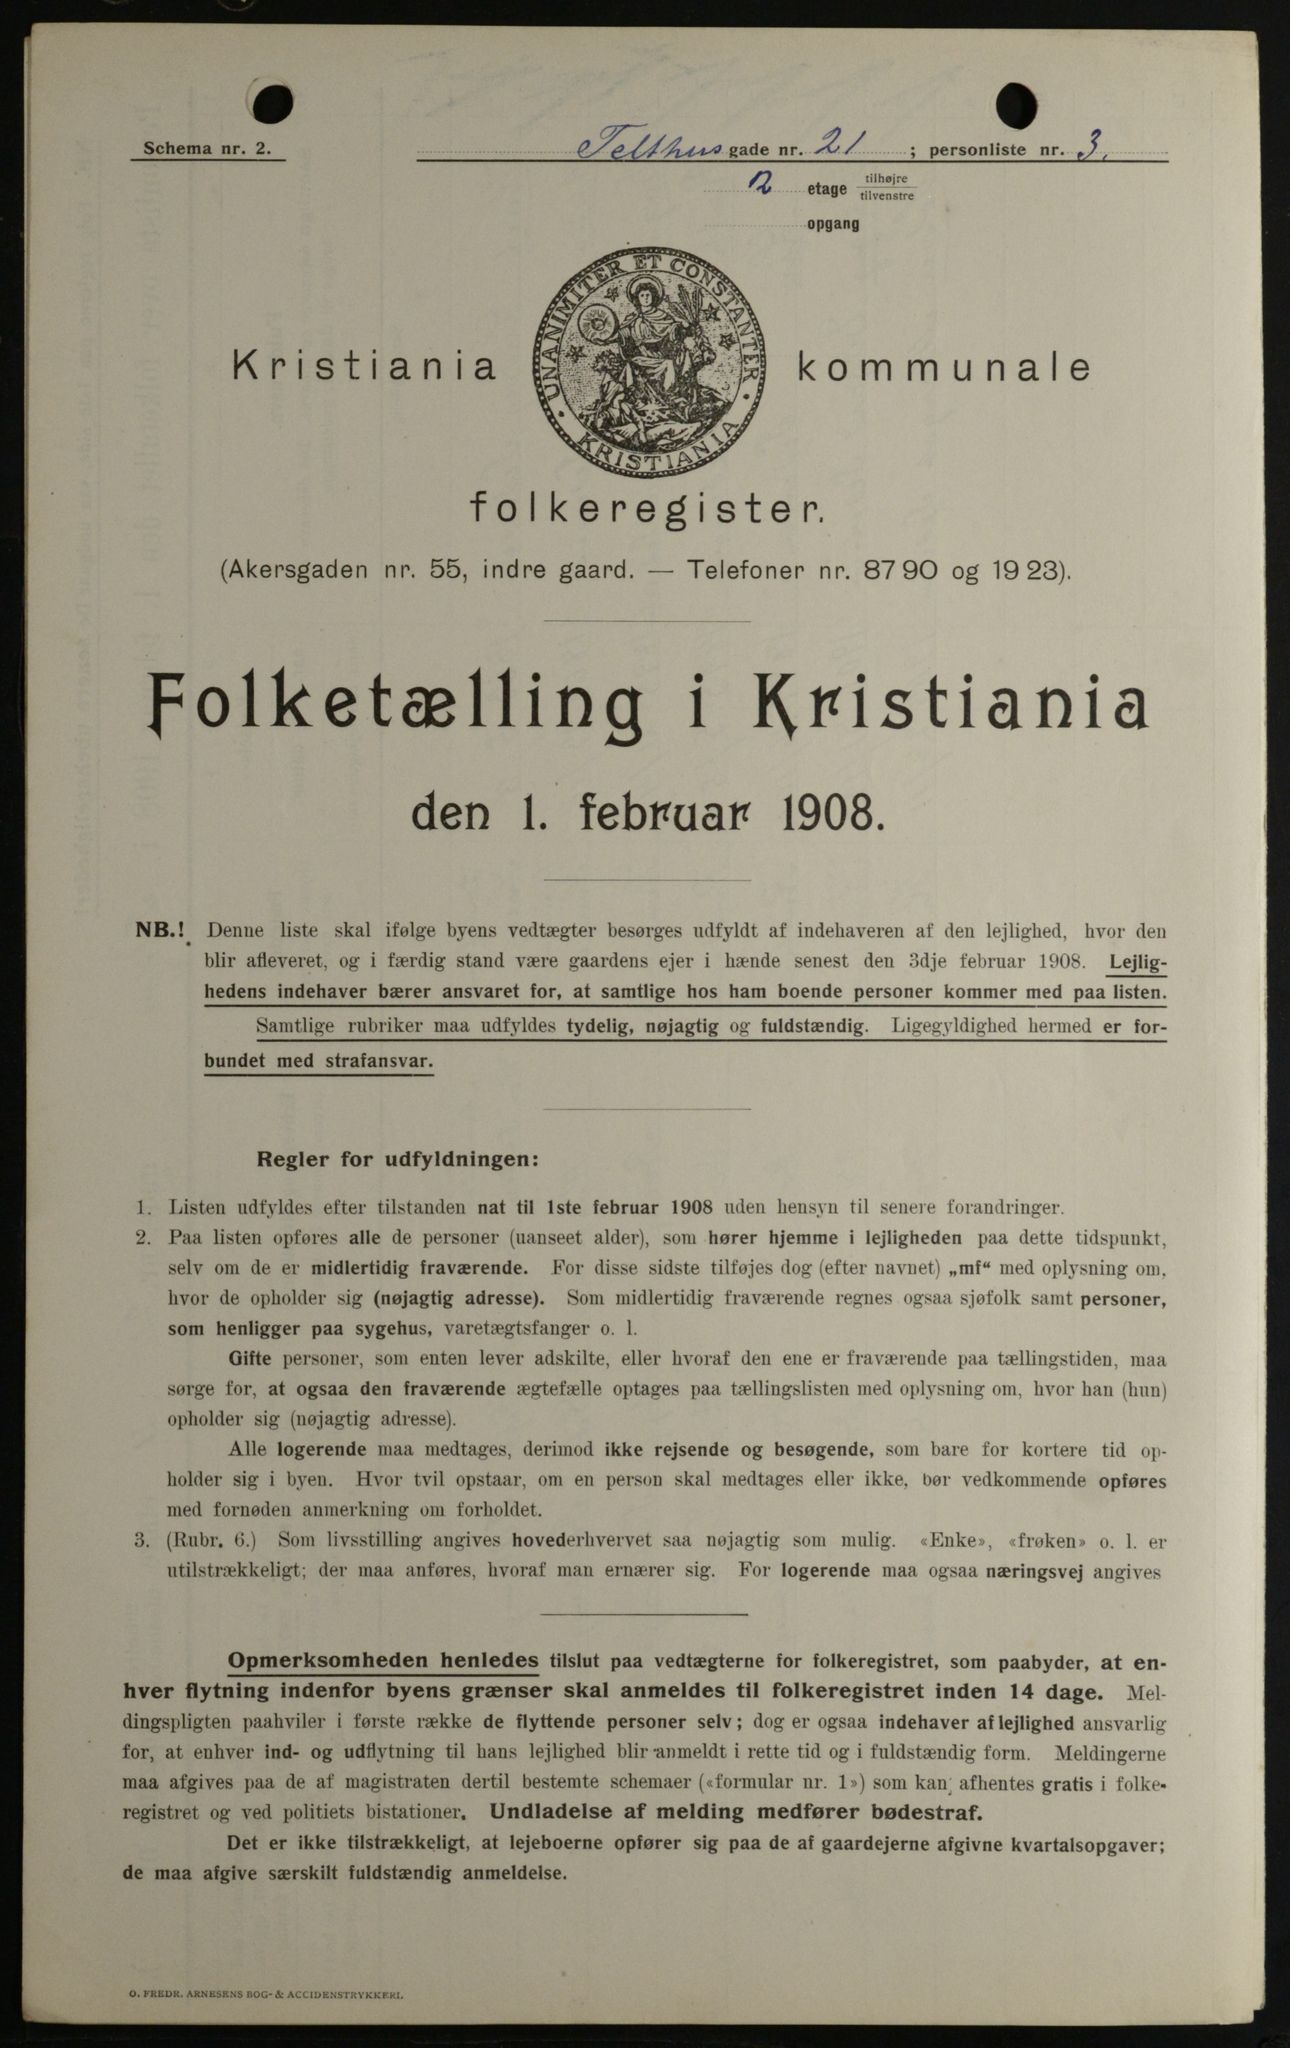 Schema nr. 2.
Telthus gade nr. 21 ; personliste nr. 3.
2 etage tilhøjre
tilvenstre
opgang
UNANIMITER ET CONSTANTER
KRISTIANIA
Kristiania kommunale
folkeregister.
(Akersgaden nr. 55, indre gaard. — Telefoner nr. 87 90 og 19 23).
Folketælling i Kristiania
den 1. februar 1908.
NB.! Denne liste skal ifølge byens vedtægter besørges udfyldt af indehaveren af den lejlighed, hvor den
blir afleveret, og i færdig stand være gaardens ejer i hænde senest den 3dje februar 1908. Lejlig-
hedens indehaver bærer ansvaret for, at samtlige hos ham boende personer kommer med paa listen.
Samtlige rubriker maa udfyldes tydelig, nøjagtig og fuldstændig. Ligegyldighed hermed er for-
bundet med strafansvar.
Regler for udfyldningen:
1. Listen udfyldes efter tilstanden nat til 1ste februar 1908 uden hensyn til senere forandringer.
2. Paa listen opføres alle de personer (uanseet alder), som hører hjemme i lejligheden paa dette tidspunkt,
selv om de er midlertidig fraværende. For disse sidste tilføjes dog (efter navnet) „mf“ med oplysning om,
hvor de opholder sig (nøjagtig adresse). Som midlertidig fraværende regnes ogsaa sjøfolk samt personer,
som henligger paa sygehus, varetægtsfanger o. l.
Gifte personer, som enten lever adskilte, eller hvoraf den ene er fraværende paa tællingstiden, maa
sørge for, at ogsaa den fraværende ægtefælle optages paa tællingslisten med oplysning om, hvor han (hun)
opholder sig (nøjagtig adresse).
Alle logerende maa medtages, derimod ikke rejsende og besøgende, som bare for kortere tid op-
holder sig i byen. Hvor tvil opstaar, om en person skal medtages eller ikke, bør vedkommende opføres
med fornøden anmerkning om forholdet.
3. (Rubr. 6.) Som livsstilling angives hovederhvervet saa nøjagtig som mulig. «Enke», «frøken» o. l. er
utilstrækkeligt; der maa anføres, hvoraf man ernærer sig. For logerende maa ogsaa næringsvej angives
Opmerksomheden henledes tilslut paa vedtægterne for folkeregistret, som paabyder, at en-
hver flytning indenfor byens grænser skal anmeldes til folkeregistret inden 14 dage. Mel-
dingspligten paahviler i første række de flyttende personer selv; dog er ogsaa indehaver af lejlighed ansvarlig
for, at enhver ind- og udflytning til hans lejlighed blir anmeldt i rette tid og i fuldstændig form. Meldingerne
maa afgives paa de af magistraten dertil bestemte schemaer («formular nr. 1») som kan afhentes gratis i folke-
registret og ved politiets bistationer. Undladelse af melding medfører bødestraf.
Det er ikke tilstrækkeligt, at lejeboerne opfører sig paa de af gaardejerne afgivne kvartalsopgaver;
de maa afgive særskilt fuldstændig anmeldelse.
O. FREDR. ARNESENS BOG- & ACCIDENSTRYKKERI.